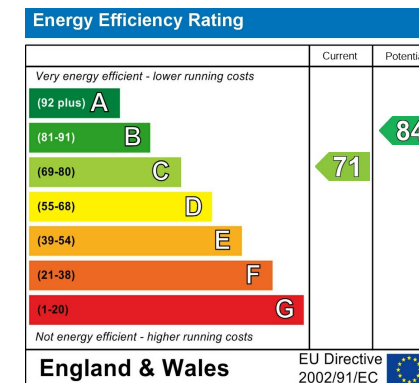 Energy Efficiency Rating
Current Potenti
Very energy efficient - lower running costs
(92 plus) A
(81-91) B
84
(69-80) C
71
(55-68) D
(39-54) E
(21-38) F
(1-20) G
Not energy efficient - higher running costs
England & Wales
EU Directive
2002/91/EC